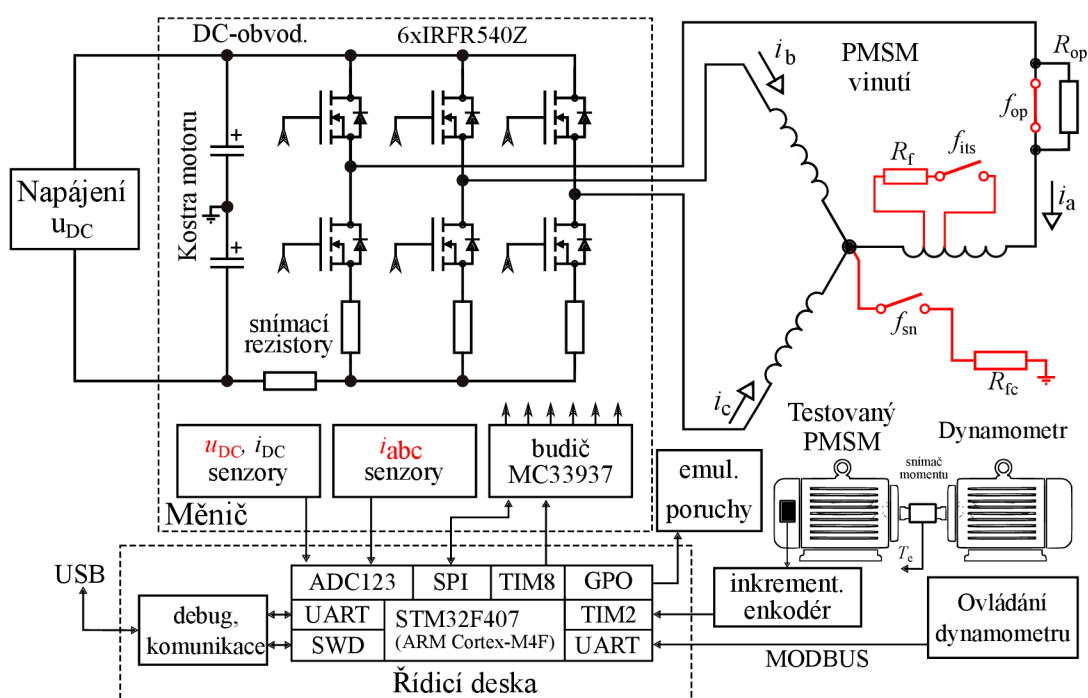 DC-obvod.
6xIRFR540Z
PMSM
vinutí
i_b
R_op
f_op
R_f
f_its
i_a
Napájení
u_DC
Kostra motoru
+
+
snímací
rezistory
f_sn
R_fc
i_c
u_DC, i_DC
senzory
i_abc
senzory
budič
MC33937
Měnič
emul.
poruchy
Testovaný
PMSM
Dynamometr
snímač
momentu
T_e
USB
debug,
komunikace
ADC123
SPI
TIM8
GPO
UART
STM32F407
(ARM Cortex-M4F)
TIM2
SWD
UART
inkrement.
enkodér
Ovládání
dynamometru
MODBUS
Řídicí deska